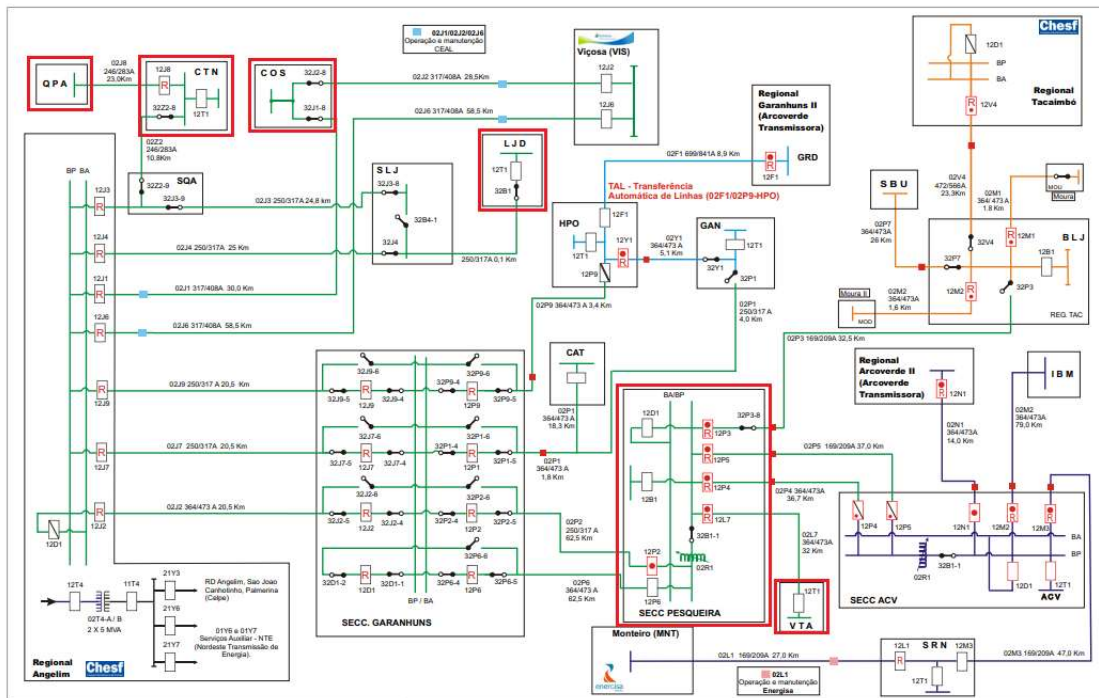 02J1/02J2/02J6
Operação e manutenção
CEAL
Viçosa (VIS)
12J2
12J6
02J2 317/408A 28,5Km
02J6 317/408A 58,5 Km
Q P A
02J8
246/283A
23,0Km
C T N
12J8
R
12T1
32Z2-8
C O S
32J2-8
32J1-8
02Z2
246/283A
10,8Km
SQA
32Z2-9
32J3-9
02J3 250/317A 24,8 km
S L J
32J3-8
32B4-1
32J4
L J D
12T1
32B1
250/317A 0,1 Km
BP BA
12J3
R
12J4
R
02J4 250/317A 25 Km
12J1
R
02J1 317/408A 30,0 Km
12J6
R
02J6 317/408A 58,5 Km
R
12J9
02J9 250/317 A 20,5 Km
R
12J7
02J7 250/317A 20,5 Km
R
12J2
02J2 364/473 A 20,5 Km
12D1
12T4
11T4
02T4-A / B
2 X 5 MVA
21Y3
21Y6
21Y7
RD Angelim, Sao Joao
Canhotinho, Palmerina
(Celpe)
01Y6 e 01Y7
Serviços Auxiliar - NTE
(Nordeste Transmissão de
Energia).
Regional
Angelim
Chesf
Regional
Garanhuns II
(Arcoverde
Transmissora)
02F1 699/841A 8,9 Km
R
12F1
GRD
TAL - Transferência
Automática de Linhas (02F1/02P9-HPO)
HPO
12F1
12T1
12Y1
R
12P9
02Y1
364/473 A
5,1 Km
GAN
12T1
32Y1
32P1
02P9 364/473 A 3,4 Km
02P1
250/317 A
4,0 Km
CAT
02P1
364/473 A
18,3 Km
02P1
364/473 A
1,8 Km
32J9-6
32P9-6
32J9-5
R
12J9
32J9-4
32P9-4
R
12P9
32P9-5
32J7-6
32P1-6
32J7-5
R
12J7
32J7-4
32P1-4
R
12P1
32P1-5
32J2-6
32P2-6
32J2-5
R
12J2
32J2-4
32P2-4
R
12P2
32P2-5
32P6-6
32D1-2
R
12D1
32D1-1
32P6-4
R
12P6
32P6-5
BP / BA
SECC. GARANHUNS
02P2
250/317 A
62,5 Km
02P6
364/473 A
62,5 Km
BA/BP
12D1
R
12P3
32P3-8
R
12P5
12B1
R
12P4
R
12L7
32B1-1
12P2
02R1
12P6
SECC PESQUEIRA
02P3 169/209A 32,5 Km
02P5 169/209A 37,0 Km
02P4 364/473A
36,7 Km
02L7
364/473A
32 Km
12T1
V T A
Chesf
12D1
BP
BA
R
12V4
Regional
Tacaimbó
02V4
472/566A
23,3Km
02M1
364/ 473 A
1.8 Km
MOU
Moura
S B U
02P7
364/473A
26 Km
32V4
R
12M1
B L J
12B1
32P7
12M2
R
32P3
REG. TAC
Moura II
MOD
02M2
364/473A
1,6 Km
Regional
Arcoverde II
(Arcoverde
Transmissora)
R
12N1
I B M
02N1
364/473A
14,0 Km
02M2
364/473A
79,0 Km
12P4
12P5
12N1
12M2
R
12M3
R
BA
BP
02R1
32B1-1
12D1
12T1
ACV
SECC ACV
Monteiro (MNT)
energisa
02L1 169/209A 27,0 Km
02L1
Operação e manutenção
Energisa
12L1
R
S R N
12M3
12T1
02M3 169/209A 47,0 Km